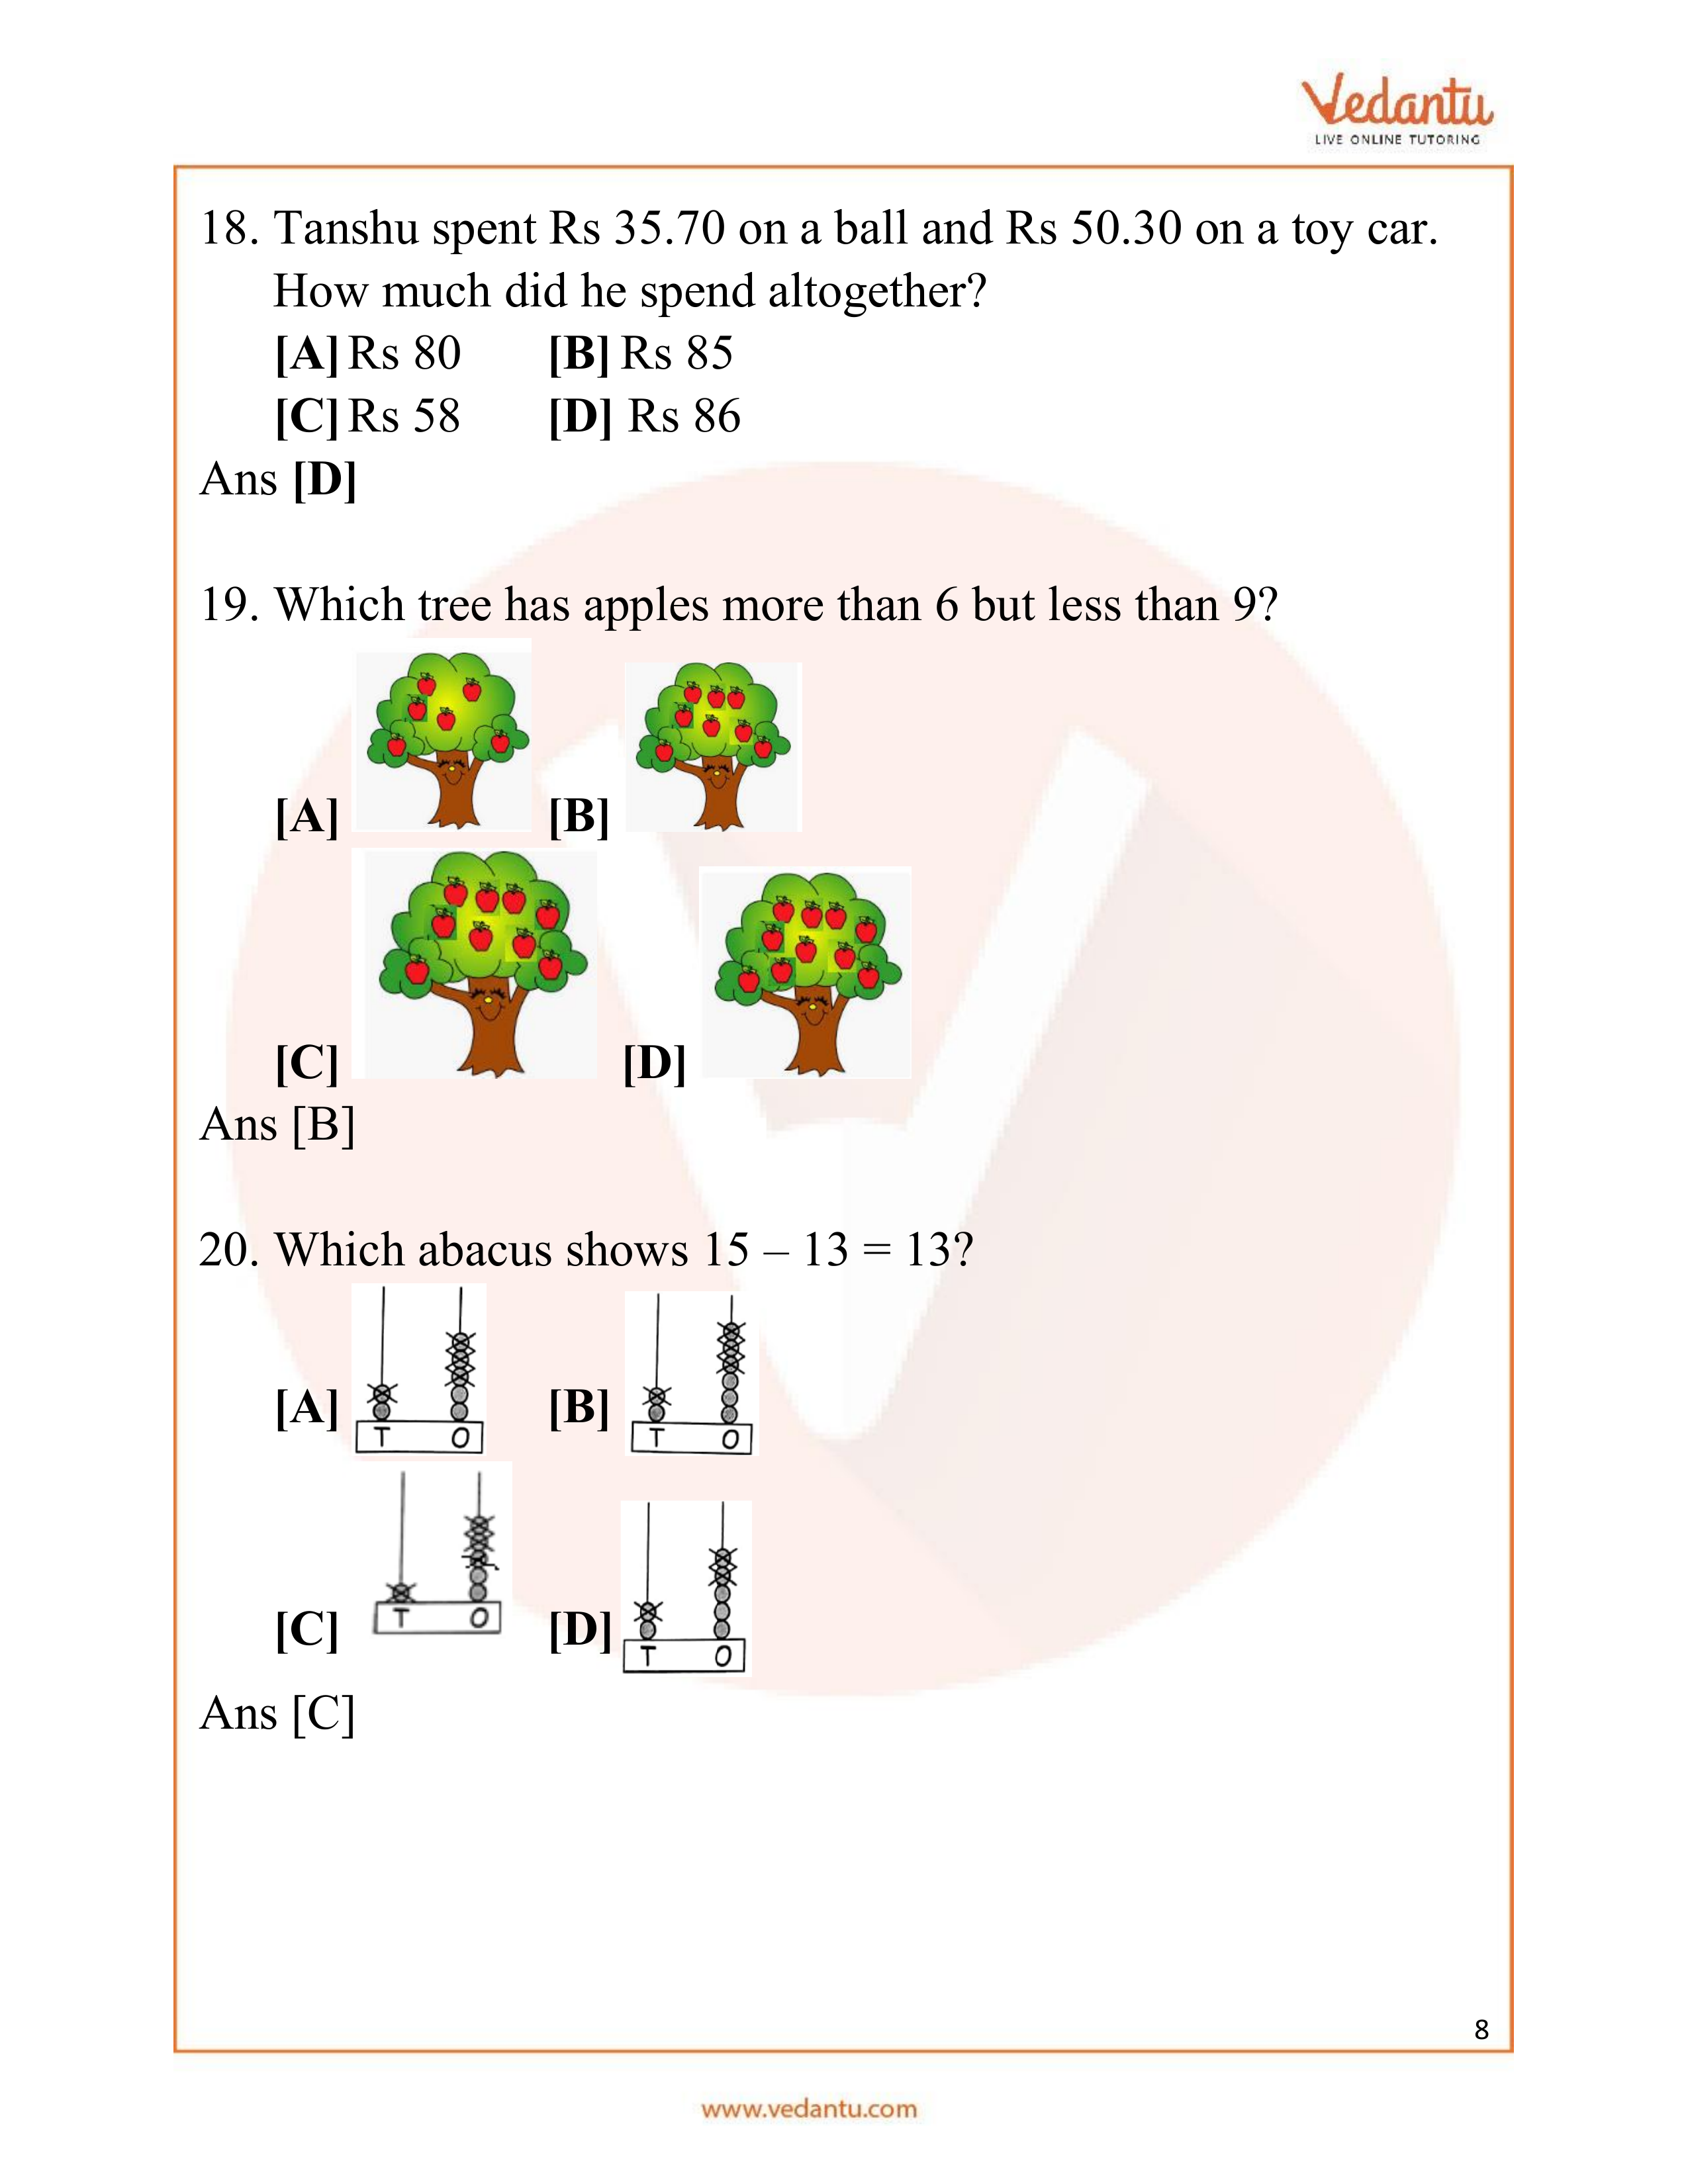 Vedantu
LIVE ONLINE TUTORING
18. Tanshu spent Rs 35.70 on a ball and Rs 50.30 on a toy car.
How much did he spend altogether?
[A] Rs 80 [B] Rs 85
[C] Rs 58 [D] Rs 86
Ans [D]
19. Which tree has apples more than 6 but less than 9?
[A] [B]
[C] [D]
Ans [B]
20. Which abacus shows 15 – 13 = 13?
[A] T O [B] T O
[C] T O [D] T O
Ans [C]
8
www.vedantu.com